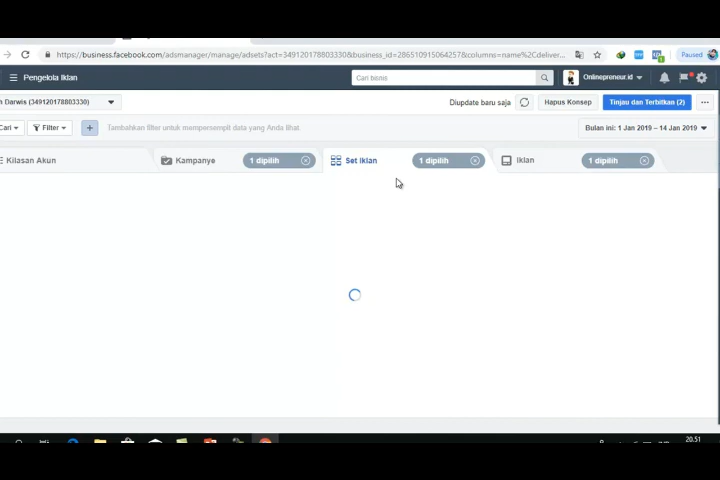 https://business.facebook.com/adsmanager/manage/adsets?act=349120178803330&business_id=286510915064257&columns=name%2Cdeliver... Paused
Pengelola Iklan Cari bisnis Onlinepreneur.id
Darwis (349120178803330) Diupdate baru saja Hapus Konsep Tinjau dan Terbitkan (2)
Cari Filter + Tambahkan filter untuk mempersempit data yang Anda lihat. Bulan ini: 1 Jan 2019 – 14 Jan 2019
Kilasan Akun Kampanye 1 dipilih Set Iklan 1 dipilih Iklan 1 dipilih
20.51